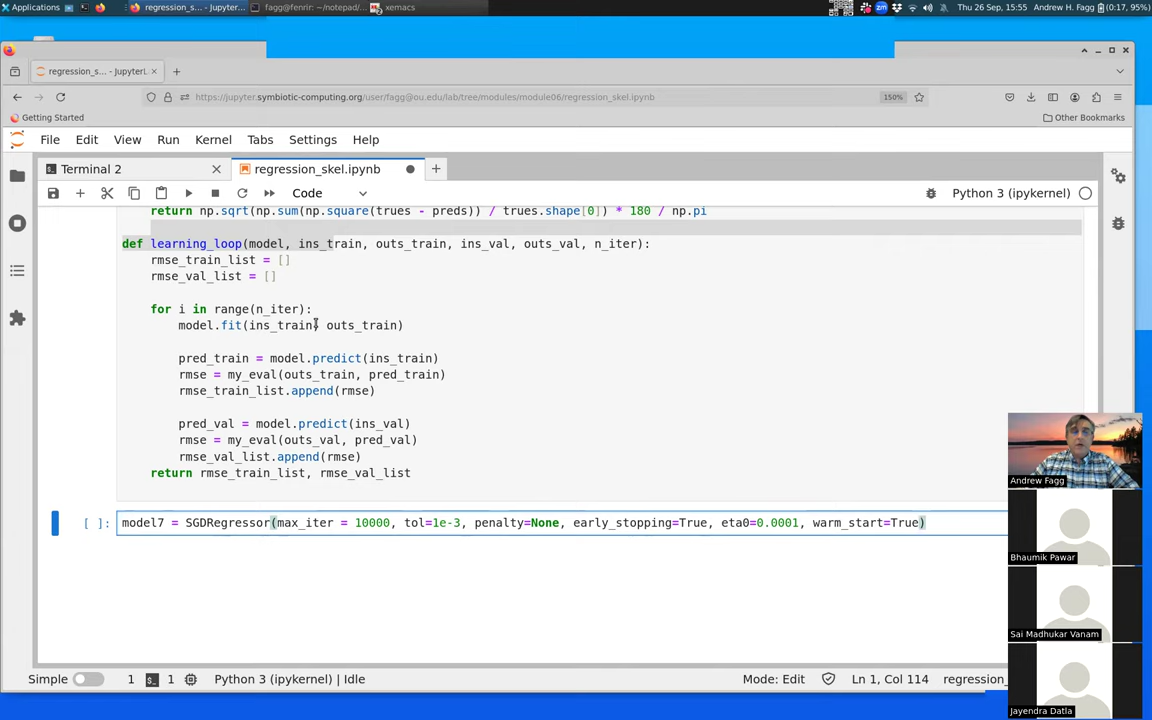 Applications
regression_s... - Jupyter...
fagg@fenrir: ~/notepad/...
xemacs
Thu 26 Sep, 15:55
Andrew H. Fagg
(0:17, 95%)
regression_s... - JupyterL
https://jupyter.symbiotic-computing.org/user/fagg@ou.edu/lab/tree/modules/module06/regression_skel.ipynb
150%
Getting Started
Other Bookmarks
File Edit View Run Kernel Tabs Settings Help
Terminal 2
regression_skel.ipynb
Code
Python 3 (ipykernel)
return np.sqrt(np.sum(np.square(trues - preds)) / trues.shape[0]) * 180 / np.pi
def learning_loop(model, ins_train, outs_train, ins_val, outs_val, n_iter):
rmse_train_list = []
rmse_val_list = []
for i in range(n_iter):
model.fit(ins_train, outs_train)
pred_train = model.predict(ins_train)
rmse = my_eval(outs_train, pred_train)
rmse_train_list.append(rmse)
pred_val = model.predict(ins_val)
rmse = my_eval(outs_val, pred_val)
rmse_val_list.append(rmse)
return rmse_train_list, rmse_val_list
[ ]: model7 = SGDRegressor(max_iter = 10000, tol=1e-3, penalty=None, early_stopping=True, eta0=0.0001, warm_start=True)
Andrew Fagg
Bhaumik Pawar
Sai Madhukar Vanam
Jayendra Datla
Simple
1
1
Python 3 (ipykernel) | Idle
Mode: Edit
Ln 1, Col 114
regression_